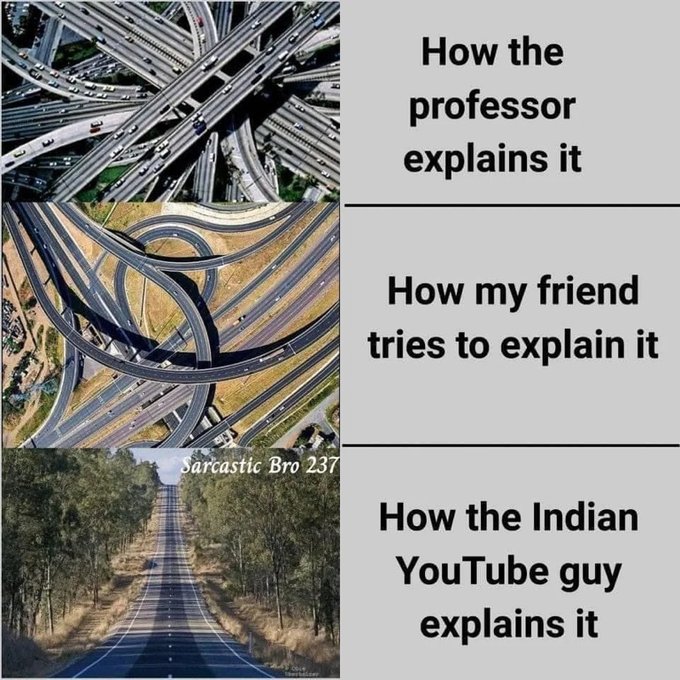 How the
professor
explains it
How my friend
tries to explain it
Sarcastic Bro 237
How the Indian
YouTube guy
explains it